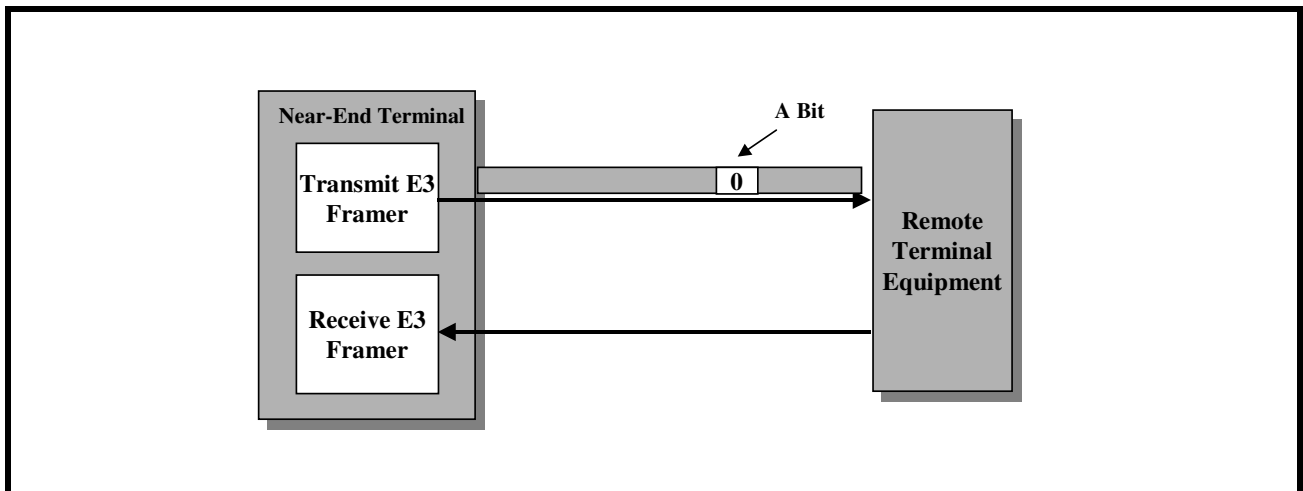 A Bit
Near-End Terminal
Transmit E3
Framer
0
Remote
Terminal
Equipment
Receive E3
Framer